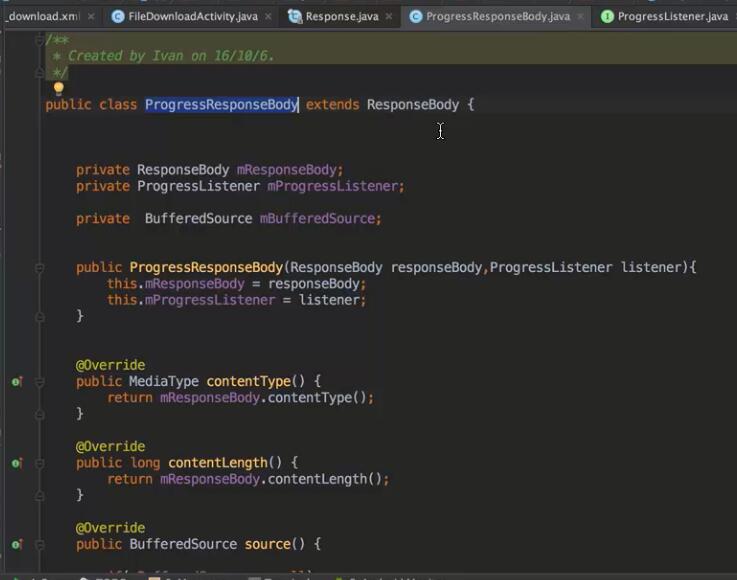 _download.xml FileDownloadActivity.java Response.java ProgressResponseBody.java ProgressListener.java
/**
 * Created by Ivan on 16/10/6.
 */
public class ProgressResponseBody extends ResponseBody {
private ResponseBody mResponseBody;
private ProgressListener mProgressListener;
private  BufferedSource mBufferedSource;
public ProgressResponseBody(ResponseBody responseBody,ProgressListener listener){
this.mResponseBody = responseBody;
this.mProgressListener = listener;
}
@Override
public MediaType contentType() {
return mResponseBody.contentType();
}
@Override
public long contentLength() {
return mResponseBody.contentLength();
}
@Override
public BufferedSource source() {